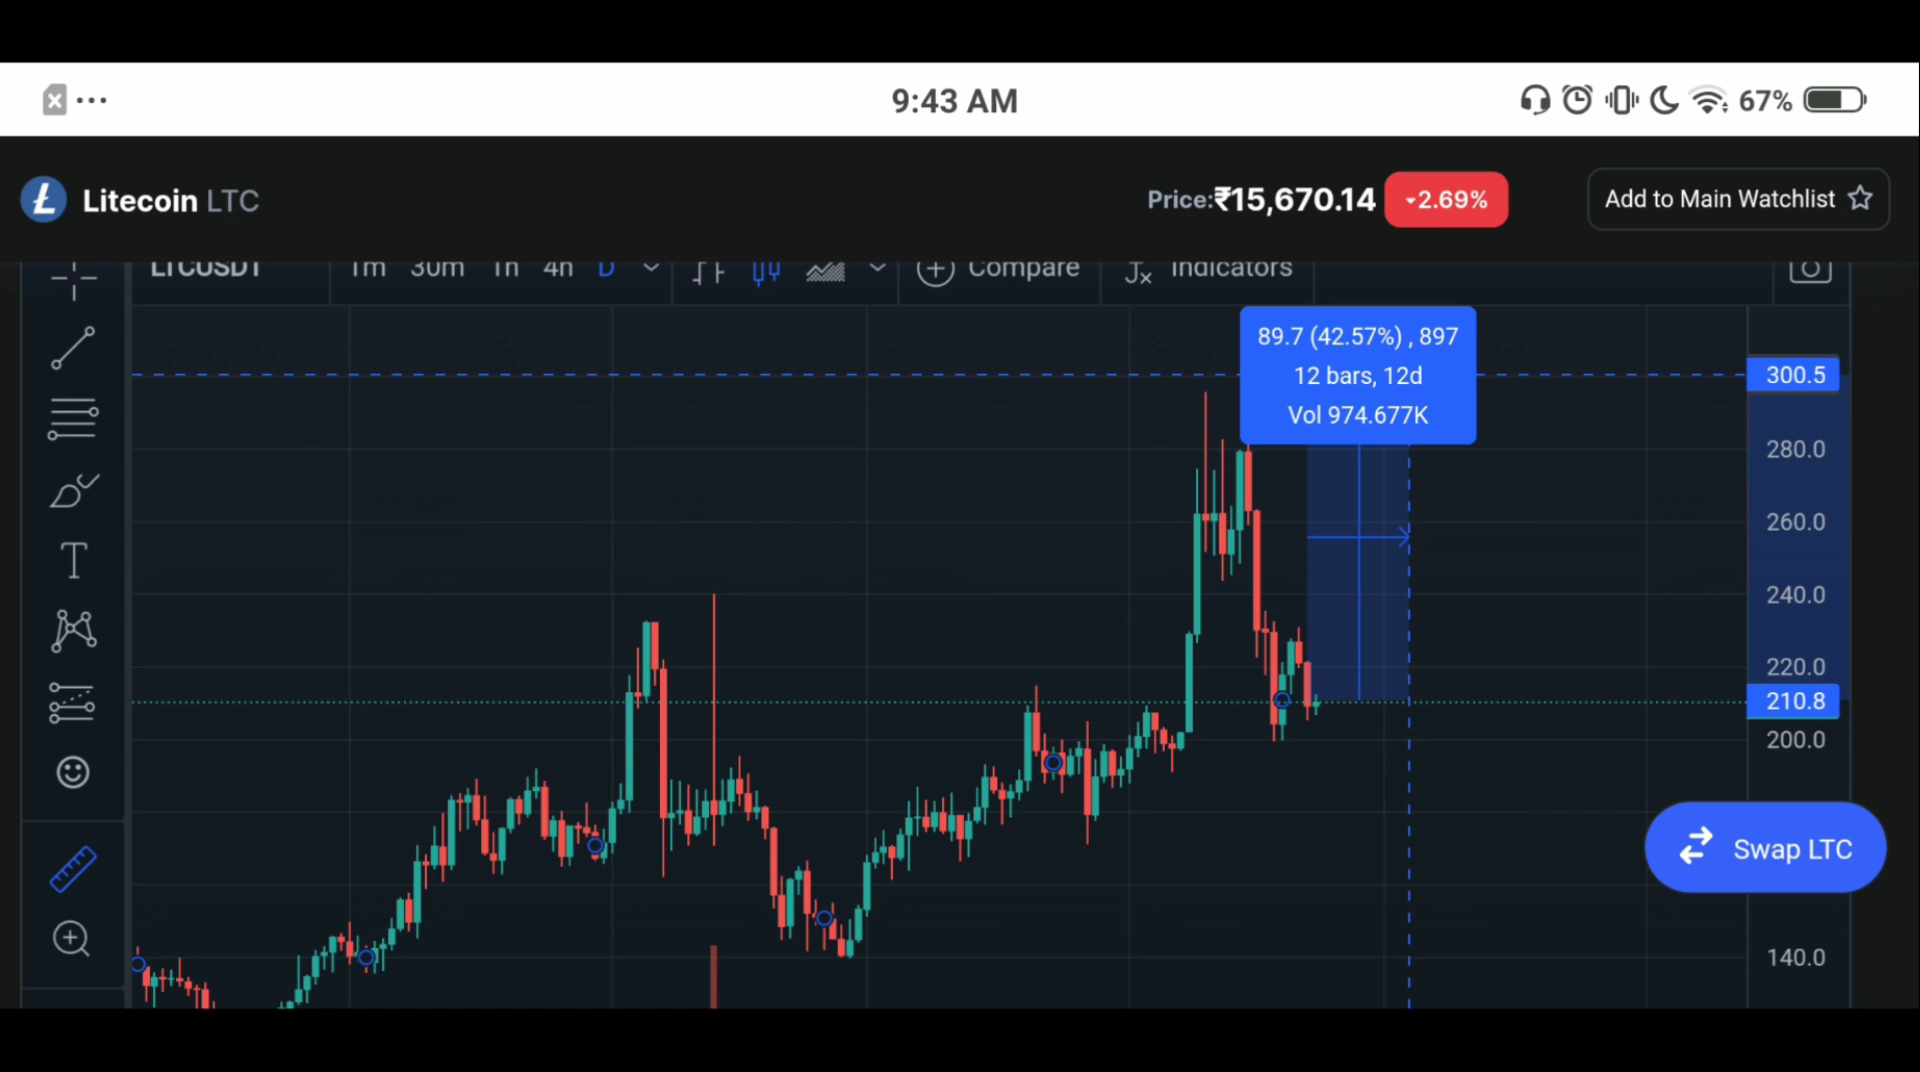 9:43 AM
67%
Litecoin LTC
Price:₹15,670.14
-2.69%
Add to Main Watchlist
LTCUSDT
1m 30m 1h 4h D
Compare
Indicators
89.7 (42.57%) , 897
12 bars, 12d
Vol 974.677K
300.5
280.0
260.0
240.0
220.0
210.8
200.0
Swap LTC
140.0